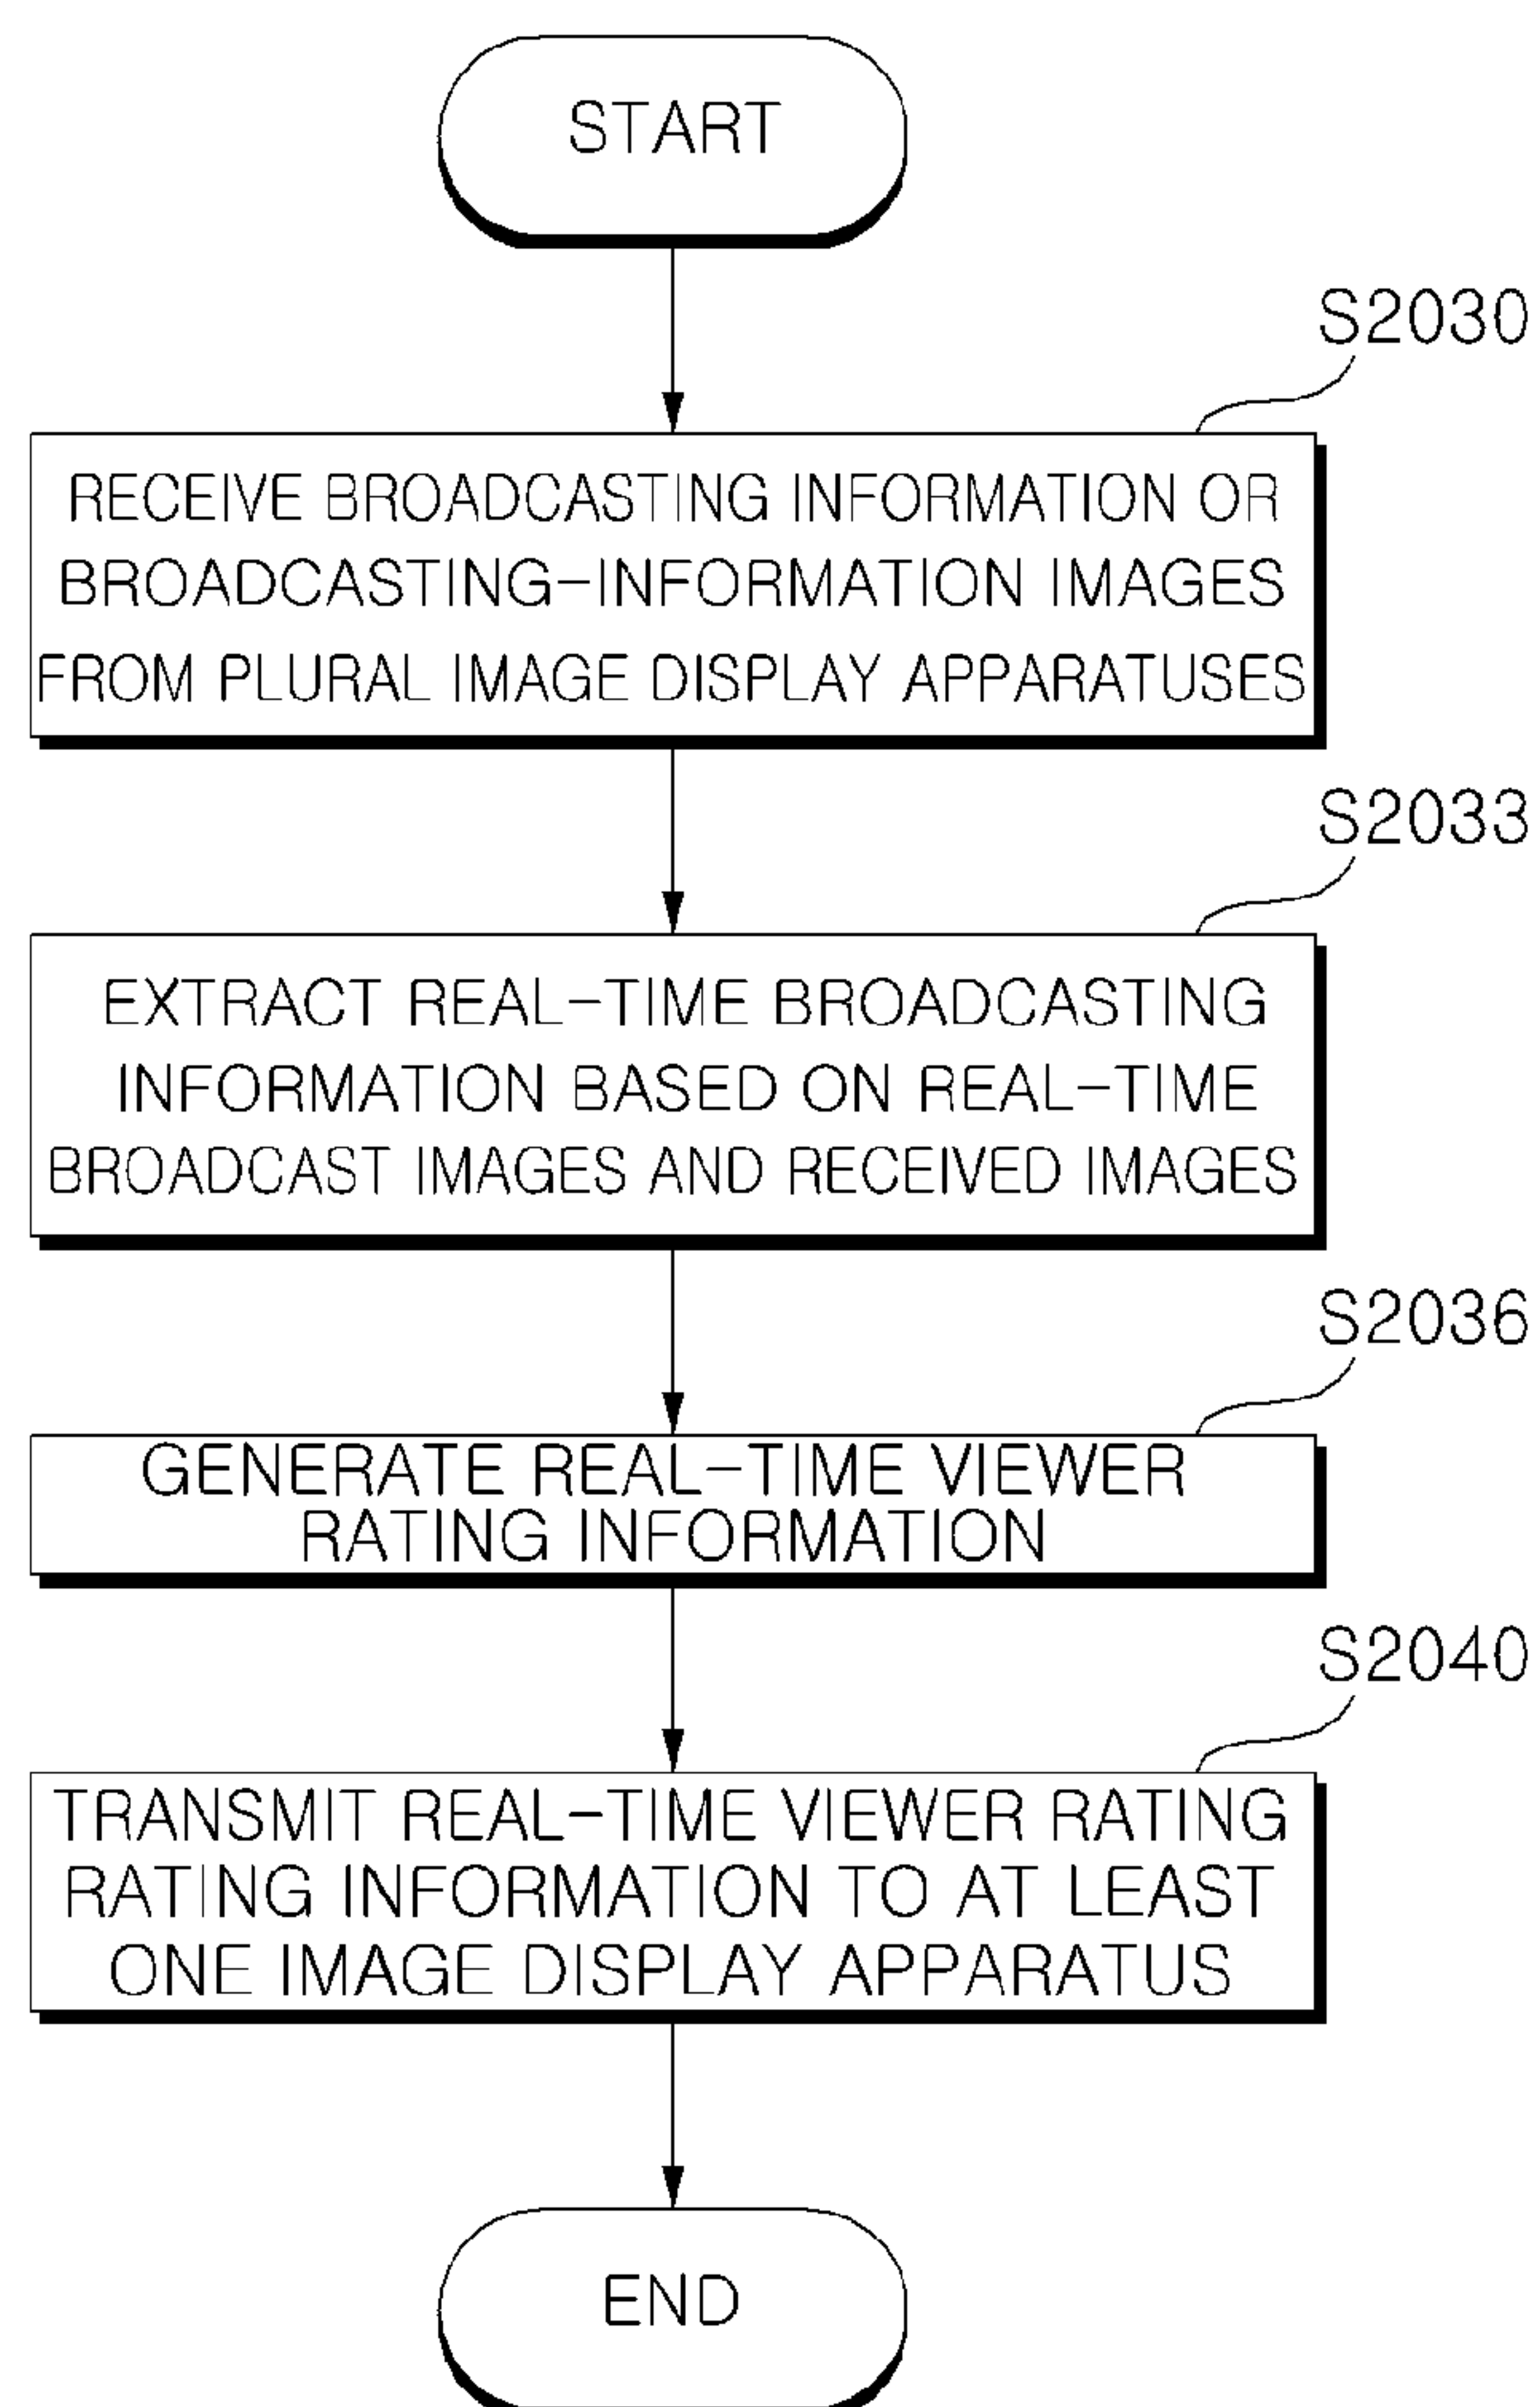 START
S2030
RECEIVE BROADCASTING INFORMATION OR
BROADCASTING-INFORMATION IMAGES
FROM PLURAL IMAGE DISPLAY APPARATUSES
S2033
EXTRACT REAL-TIME BROADCASTING
INFORMATION BASED ON REAL-TIME
BROADCAST IMAGES AND RECEIVED IMAGES
S2036
GENERATE REAL-TIME VIEWER
RATING INFORMATION
S2040
TRANSMIT REAL-TIME VIEWER RATING
RATING INFORMATION TO AT LEAST
ONE IMAGE DISPLAY APPARATUS
END